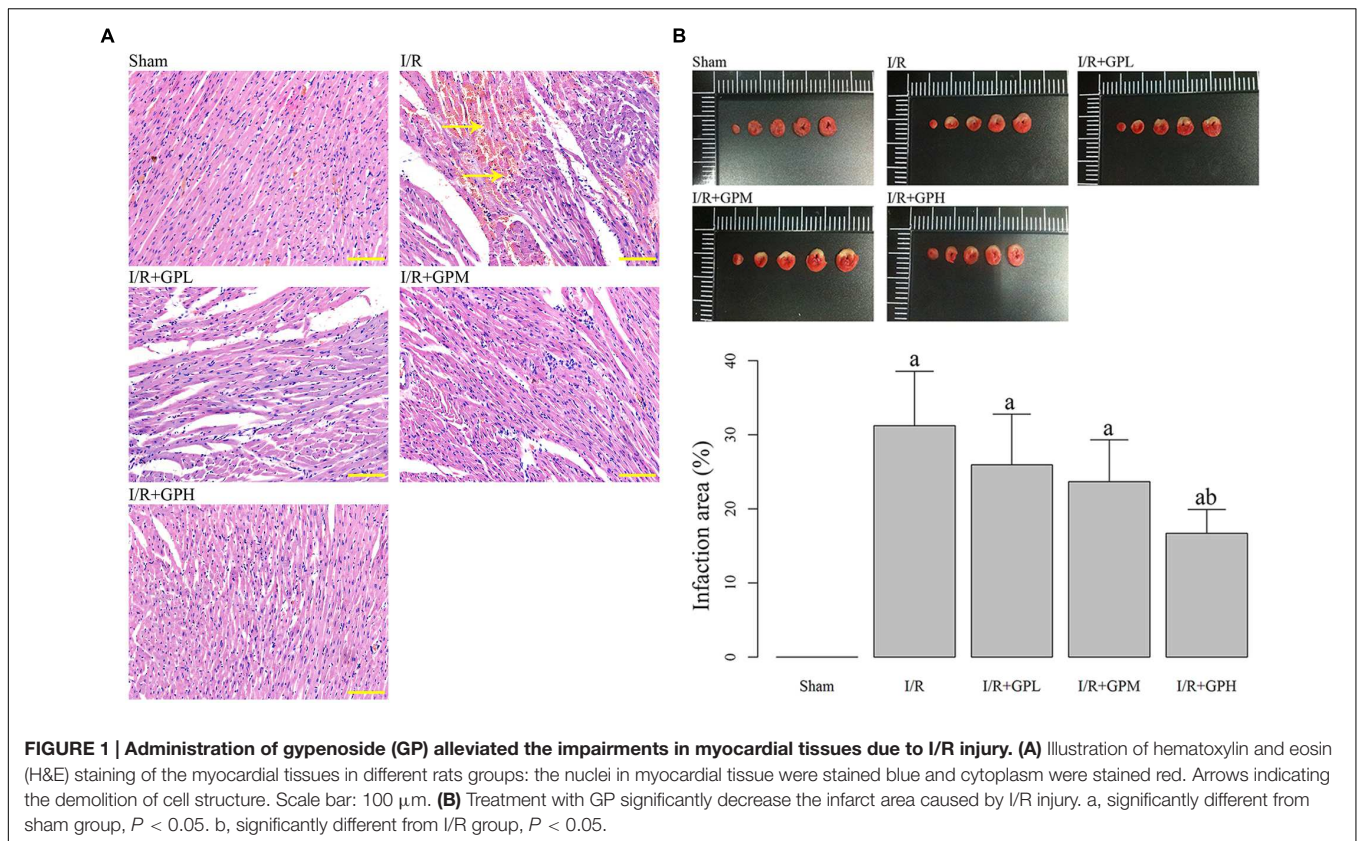 A
Sham
I/R
I/R+GPL
I/R+GPM
I/R+GPH
B
Sham
I/R
I/R+GPL
I/R+GPM
I/R+GPH
Infaction area (%)
40
30
20
10
0
a
a
a
ab
Sham
I/R
I/R+GPL
I/R+GPM
I/R+GPH
FIGURE 1 | Administration of gypenoside (GP) alleviated the impairments in myocardial tissues due to I/R injury. (A) Illustration of hematoxylin and eosin
(H&E) staining of the myocardial tissues in different rats groups: the nuclei in myocardial tissue were stained blue and cytoplasm were stained red. Arrows indicating
the demolition of cell structure. Scale bar: 100 μm. (B) Treatment with GP significantly decrease the infarct area caused by I/R injury. a, significantly different from
sham group, P < 0.05. b, significantly different from I/R group, P < 0.05.